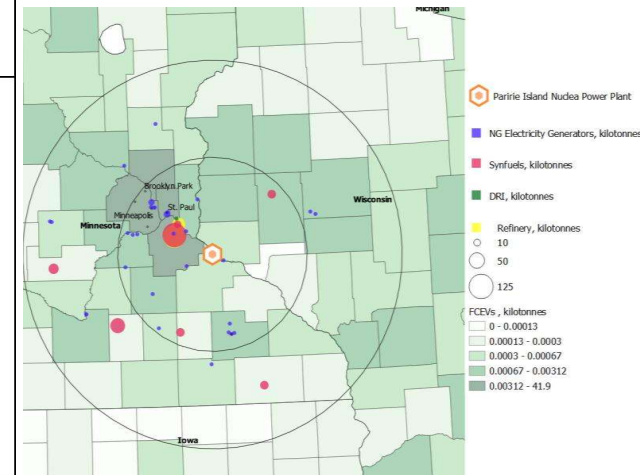 Michigan
Brooklyn Park
Minneapolis
St. Paul
Minnesota
Wisconsin
Iowa
Paririe Island Nuclea Power Plant
NG Electricity Generators, kilotonnes
Synfuels, kilotonnes
DRI, kilotonnes
Refinery, kilotonnes
10
50
125
FCEVs , kilotonnes
0 - 0.00013
0.00013 - 0.0003
0.0003 - 0.00067
0.00067 - 0.00312
0.00312 - 41.9